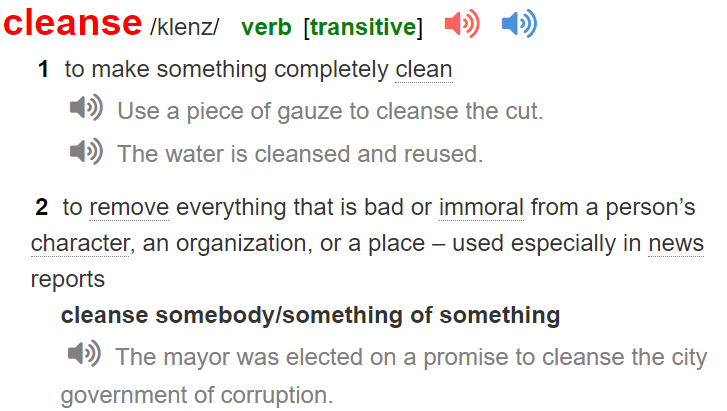 cleanse /klenz/ verb [transitive]
1 to make something completely clean
Use a piece of gauze to cleanse the cut.
The water is cleansed and reused.
2 to remove everything that is bad or immoral from a person’s
character, an organization, or a place – used especially in news
reports
cleanse somebody/something of something
The mayor was elected on a promise to cleanse the city
government of corruption.